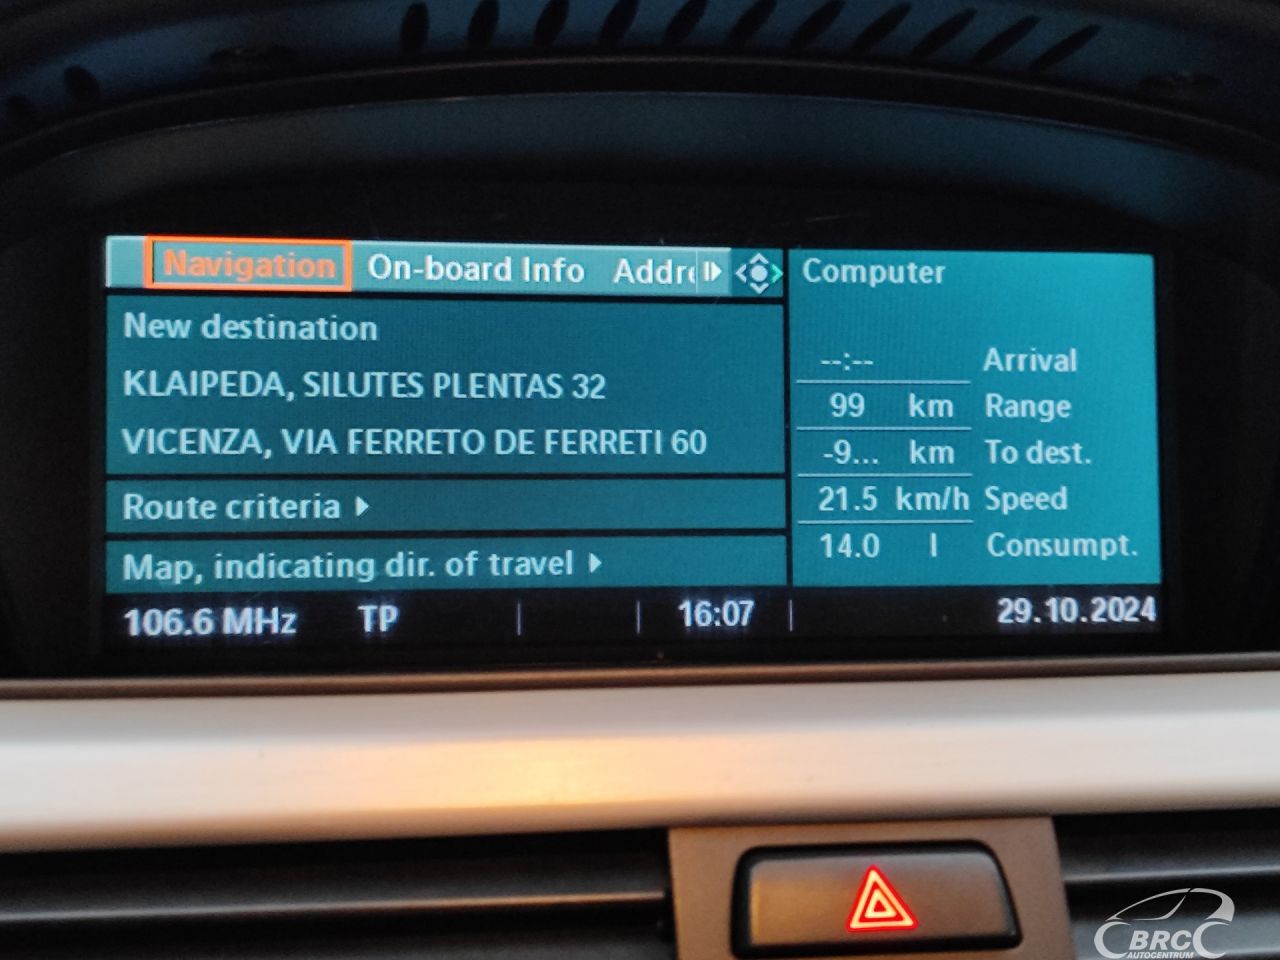 Navigation On-board Info Addre
New destination
KLAIPEDA, SILUTES PLENTAS 32
VICENZA, VIA FERRETO DE FERRETI 60
Route criteria
Map, indicating dir. of travel
Computer
--:-- Arrival
99 km Range
-9... km To dest.
21.5 km/h Speed
14.0 l Consumpt.
106.6 MHz TP 16:07 29.10.2024
BRC
AUTOCENTRUM